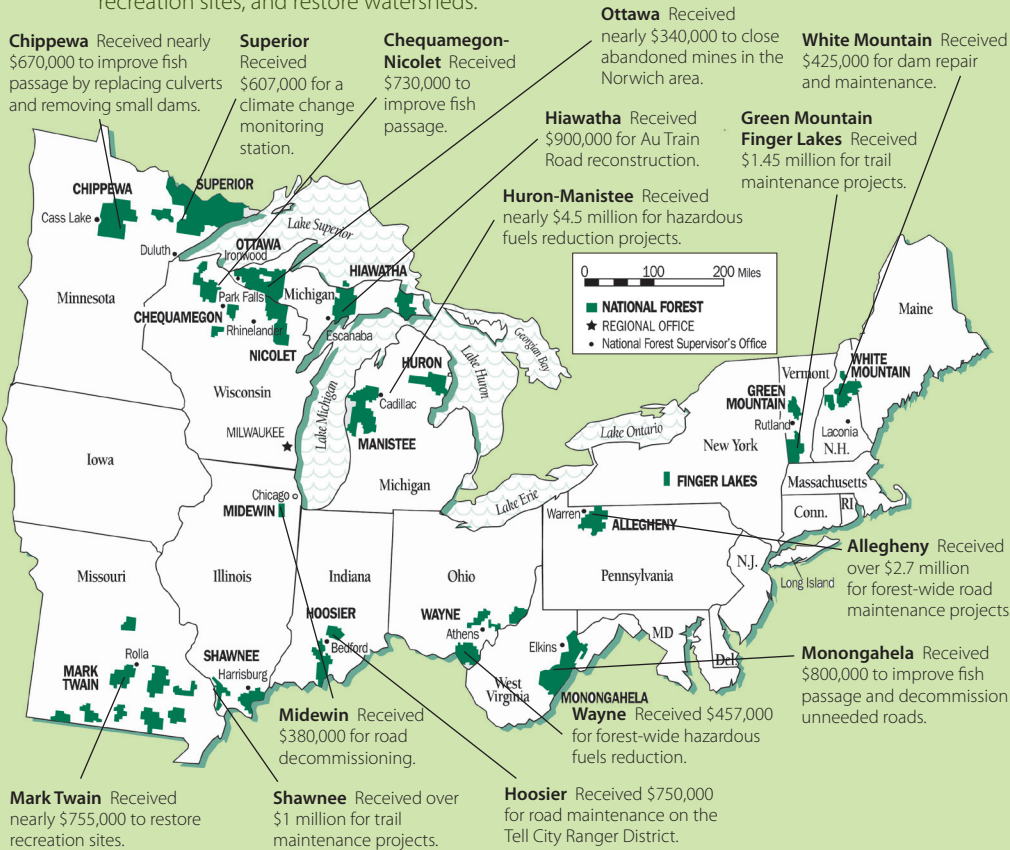 recreation sites, and restore watersheds.
Chippewa Received nearly
$670,000 to improve fish
passage by replacing culverts
and removing small dams.
Superior
Received
$607,000 for a
climate change
monitoring
station.
Chequamegon-
Nicolet Received
$730,000 to
improve fish
passage.
Ottawa Received
nearly $340,000 to close
abandoned mines in the
Norwich area.
White Mountain Received
$425,000 for dam repair
and maintenance.
Hiawatha Received
$900,000 for Au Train
Road reconstruction.
Green Mountain
Finger Lakes Received
$1.45 million for trail
maintenance projects.
Huron-Manistee Received
nearly $4.5 million for hazardous
fuels reduction projects.
0 100 200 Miles
NATIONAL FOREST
REGIONAL OFFICE
National Forest Supervisor's Office
CHIPPEWA
SUPERIOR
Cass Lake
Duluth
Lake Superior
OTTAWA
Ironwood
HIAWATHA
Minnesota
Park Falls
Michigan
CHEQUAMEGON
Rhinelander
Escanaba
NICOLET
Georgian Bay
Lake Huron
HURON
Wisconsin
Lake Michigan
Cadillac
MILWAUKEE
MANISTEE
Michigan
Maine
Vermont
WHITE
MOUNTAIN
GREEN
MOUNTAIN
Rutland
Laconia
N.H.
Lake Ontario
New York
FINGER LAKES
Massachusetts
Conn.
RI
Iowa
Chicago
MIDEWIN
Lake Erie
Warren
ALLEGHENY
Pennsylvania
N.J.
Long Island
Allegheny Received
over $2.7 million
for forest-wide road
maintenance projects
Missouri
Illinois
Indiana
Ohio
HOOSIER
Bedford
WAYNE
Athens
Elkins
MD
Del.
West
Virginia
MONONGAHELA
Rolla
MARK
TWAIN
SHAWNEE
Harrisburg
Monongahela Received
$800,000 to improve fish
passage and decommission
unneeded roads.
Midewin Received
$380,000 for road
decommissioning.
Wayne Received $457,000
for forest-wide hazardous
fuels reduction.
Mark Twain Received
nearly $755,000 to restore
recreation sites.
Shawnee Received over
$1 million for trail
maintenance projects.
Hoosier Received $750,000
for road maintenance on the
Tell City Ranger District.